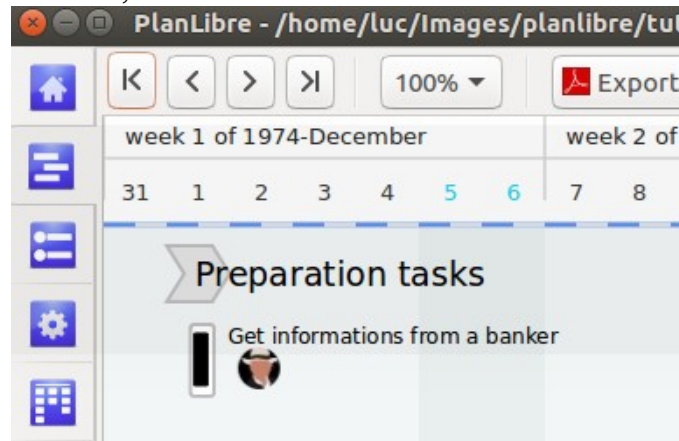 PlanLibre - /home/luc/Images/planlibre/tut
100% Export
week 1 of 1974-December week 2 of
31 1 2 3 4 5 6 7 8
Preparation tasks
Get informations from a banker